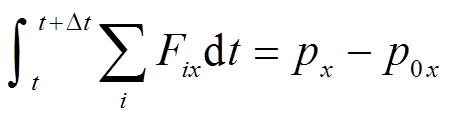 ∫_t^{t+Δt} ∑_i F_{ix} dt = p_x − p_{0x}